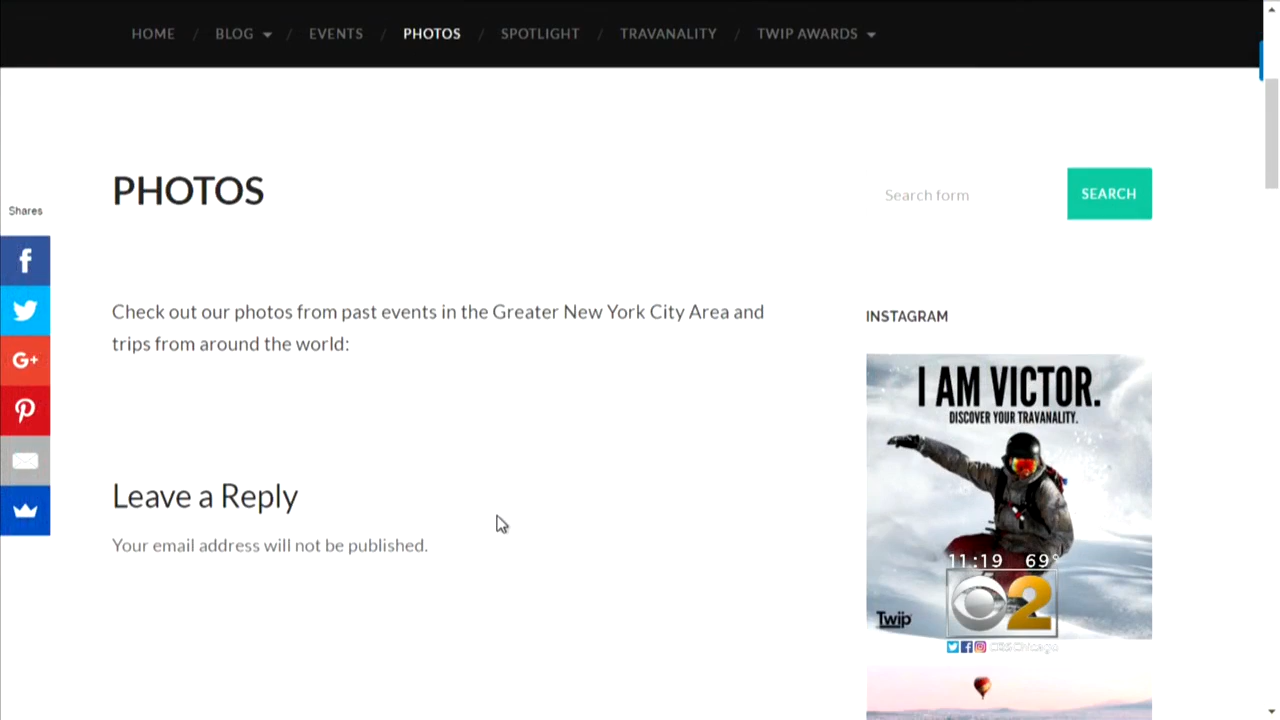 HOME / BLOG / EVENTS / PHOTOS / SPOTLIGHT / TRAVANALITY / TWIP AWARDS
PHOTOS
Search form
SEARCH
Shares
f
G+
Check out our photos from past events in the Greater New York City Area and
trips from around the world:
INSTAGRAM
I AM VICTOR.
DISCOVER YOUR TRAVANALITY.
Leave a Reply
Your email address will not be published.
11:19 69°
2
Twip
CBSChicago